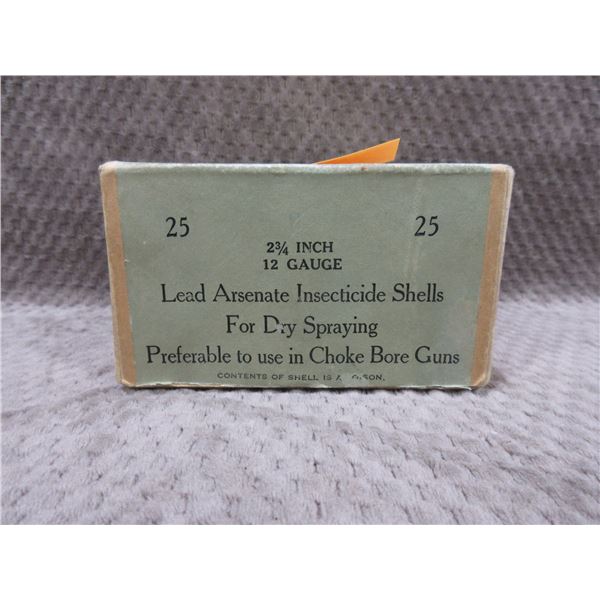 25 25
2¾ INCH
12 GAUGE
Lead Arsenate Insecticide Shells
For Dry Spraying
Preferable to use in Choke Bore Guns
CONTENTS OF SHELL IS